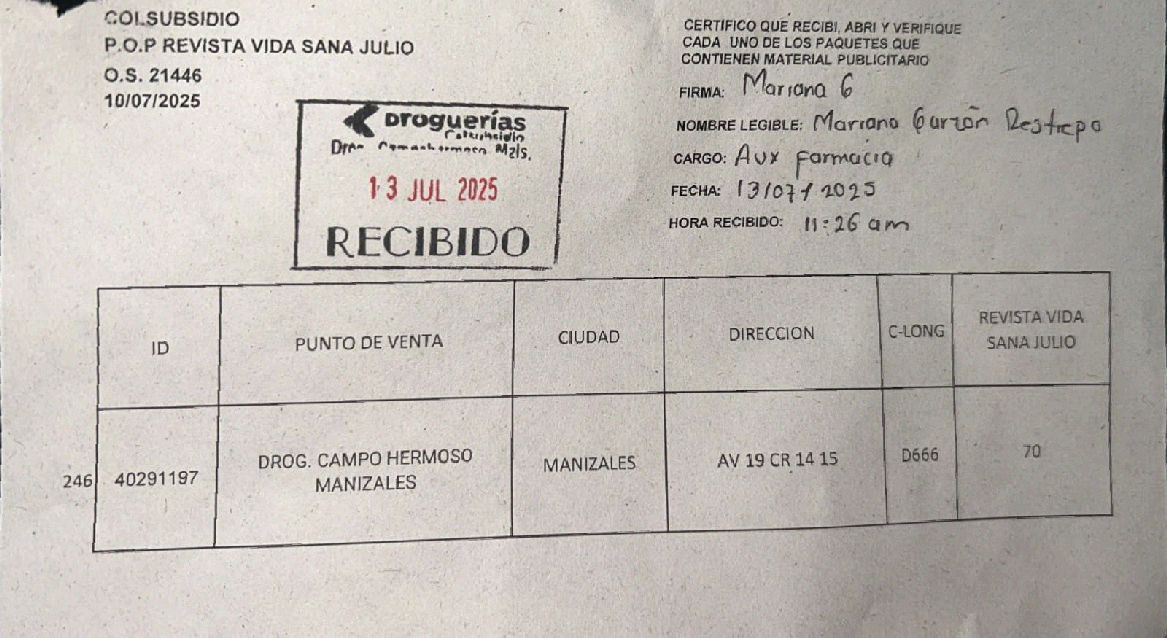 COLSUBSIDIO
P.O.P REVISTA VIDA SANA JULIO
O.S. 21446
10/07/2025
CERTIFICO QUE RECIBI, ABRI Y VERIFIQUE
CADA UNO DE LOS PAQUETES QUE
CONTIENEN MATERIAL PUBLICITARIO
FIRMA: Mariana G
NOMBRE LEGIBLE: Mariana Garzón Restrepo
CARGO: Aux farmacia
FECHA: 13/07/2025
HORA RECIBIDO: 11:26 am
Droguerías
Colsubsidio
Mzls.
13 JUL 2025
RECIBIDO
ID
PUNTO DE VENTA
CIUDAD
DIRECCION
C-LONG
REVISTA VIDA
SANA JULIO
246
40291197
DROG. CAMPO HERMOSO
MANIZALES
MANIZALES
AV 19 CR 14 15
D666
70